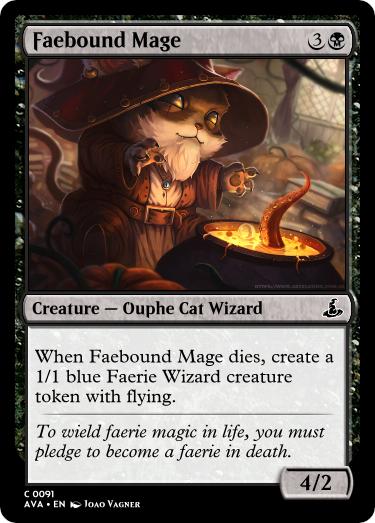 Faebound Mage 3
Creature — Ouphe Cat Wizard
When Faebound Mage dies, create a
1/1 blue Faerie Wizard creature
token with flying.
To wield faerie magic in life, you must
pledge to become a faerie in death.
4/2
C 0091
AVA • EN Joao Vagner